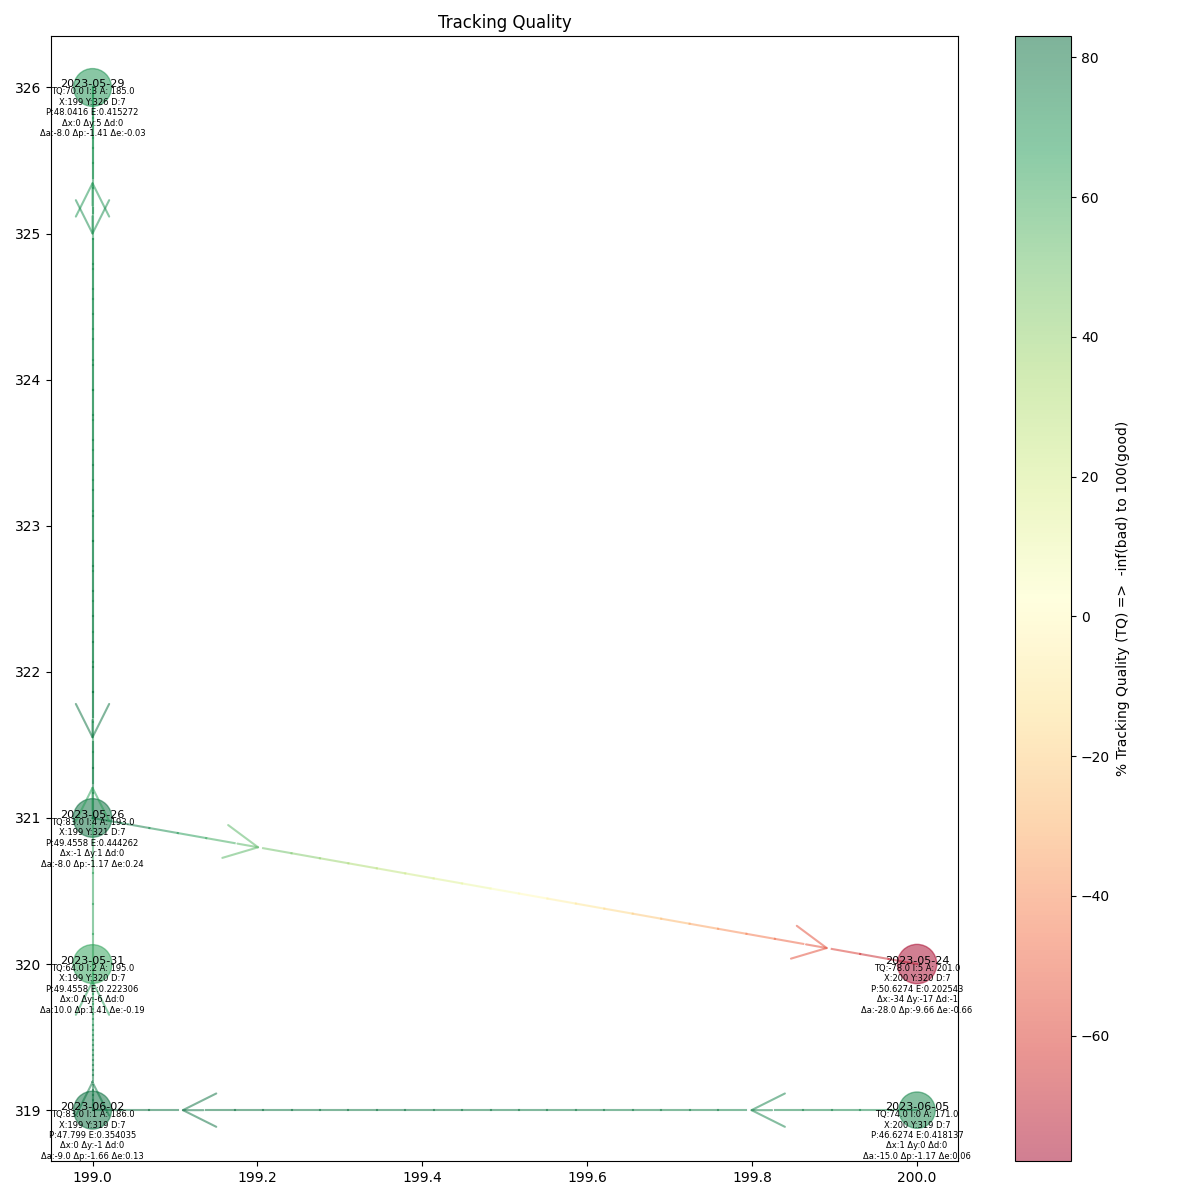 Tracking Quality
326
325
324
323
322
321
320
319
2023-05-29
TQ:70.0 I:3 A: 185.0
X:199 Y:326 D:7
P:48.0416 E:0.415272
Δx:0 Δy:5 Δd:0
Δa:-8.0 Δp:-1.41 Δe:-0.03
2023-05-26
TQ:83.0 I:4 A: 193.0
X:199 Y:321 D:7
P:49.4558 E:0.444262
Δx:-1 Δy:1 Δd:0
Δa:-8.0 Δp:-1.17 Δe:0.24
2023-05-31
TQ:64.0 I:2 A: 195.0
X:199 Y:320 D:7
P:49.4558 E:0.222306
Δx:0 Δy:-6 Δd:0
Δa:10.0 Δp:1.41 Δe:-0.19
2023-05-24
TQ:-78.0 I:5 A: 201.0
X:200 Y:320 D:7
P:50.6274 E:0.202543
Δx:-34 Δy:-17 Δd:-1
Δa:-28.0 Δp:-9.66 Δe:-0.66
2023-06-02
TQ:83.0 I:1 A: 186.0
X:199 Y:319 D:7
P:47.799 E:0.354035
Δx:0 Δy:-1 Δd:0
Δa:-9.0 Δp:-1.66 Δe:0.13
2023-06-05
TQ:74.0 I:0 A: 171.0
X:200 Y:319 D:7
P:46.6274 E:0.418137
Δx:1 Δy:0 Δd:0
Δa:-15.0 Δp:-1.17 Δe:0.06
199.0
199.2
199.4
199.6
199.8
200.0
80
60
40
20
0
−20
−40
−60
% Tracking Quality (TQ) => -inf(bad) to 100(good)